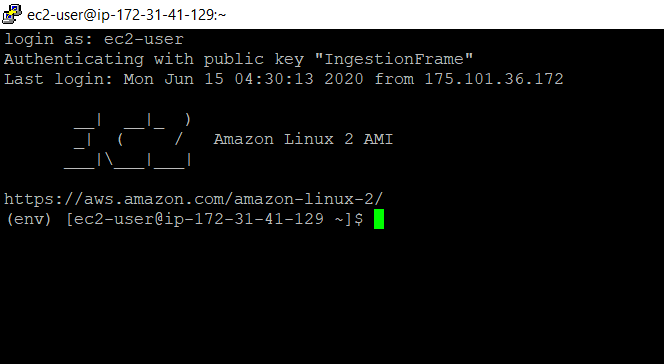 ec2-user@ip-172-31-41-129:~
login as: ec2-user
Authenticating with public key "IngestionFrame"
Last login: Mon Jun 15 04:30:13 2020 from 175.101.36.172

       __|  __|_  )
       _|  (     /   Amazon Linux 2 AMI
      ___|\___|___|

https://aws.amazon.com/amazon-linux-2/
(env) [ec2-user@ip-172-31-41-129 ~]$